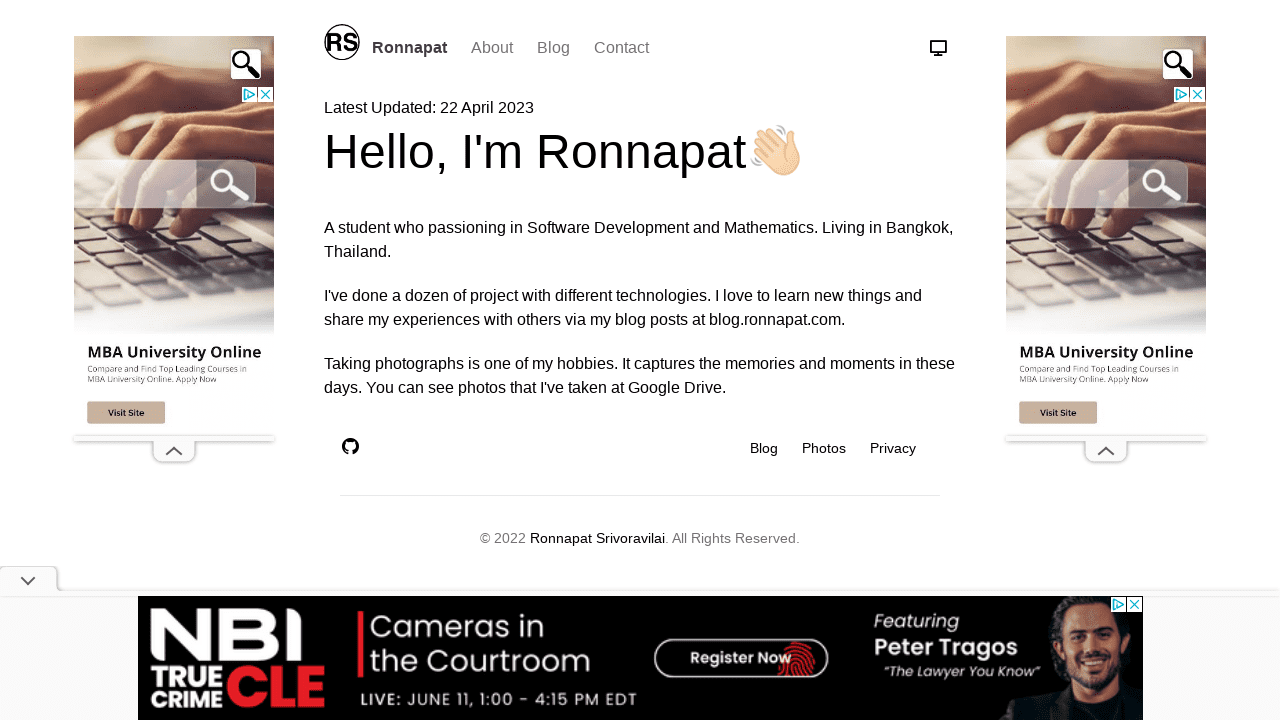 RS
Ronnapat
About
Blog
Contact
Latest Updated: 22 April 2023
Hello, I'm Ronnapat👋🏻
A student who passioning in Software Development and Mathematics. Living in Bangkok,
Thailand.
I've done a dozen of project with different technologies. I love to learn new things and
share my experiences with others via my blog posts at blog.ronnapat.com.
Taking photographs is one of my hobbies. It captures the memories and moments in these
days. You can see photos that I've taken at Google Drive.
Blog
Photos
Privacy
© 2022 Ronnapat Srivoravilai. All Rights Reserved.
MBA University Online
Compare and Find Top Leading Courses in
MBA University Online. Apply Now
Visit Site
MBA University Online
Compare and Find Top Leading Courses in
MBA University Online. Apply Now
Visit Site
NBI
TRUE
CRIME CLE
Cameras in
the Courtroom
LIVE: JUNE 11, 1:00 - 4:15 PM EDT
Register Now
Featuring
Peter Tragos
“The Lawyer You Know”